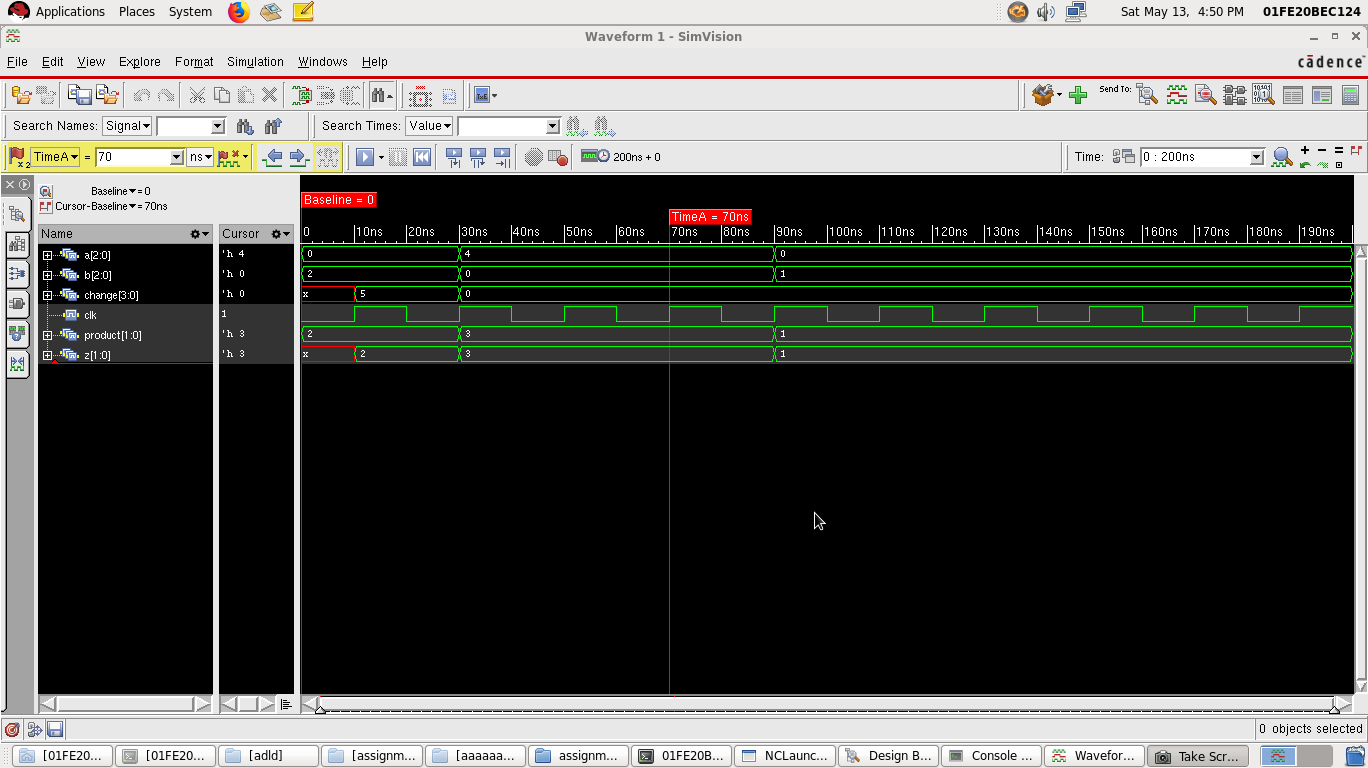 Applications Places System Sat May 13, 4:50 PM 01FE20BEC124
Waveform 1 - SimVision
File Edit View Explore Format Simulation Windows Help cādence
Send To:
Search Names: Signal Search Times: Value
x2 TimeA = 70 ns 200ns + 0 Time: 0 : 200ns
Baseline = 0
Cursor-Baseline = 70ns
Baseline = 0
TimeA = 70ns
Name Cursor 0 10ns 20ns 30ns 40ns 50ns 60ns 70ns 80ns 90ns 100ns 110ns 120ns 130ns 140ns 150ns 160ns 170ns 180ns 190ns
a[2:0] 'h 4 0 4 0
b[2:0] 'h 0 2 0 1
change[3:0] 'h 0 x 5 0
clk 1
product[1:0] 'h 3 2 3 1
z[1:0] 'h 3 x 2 3 1
0 objects selected
[01FE20... [01FE20... [adld] [assignm... [aaaaaa... assignm... 01FE20B... NCLaunc... Design B... Console ... Wavefor... Take Scr...